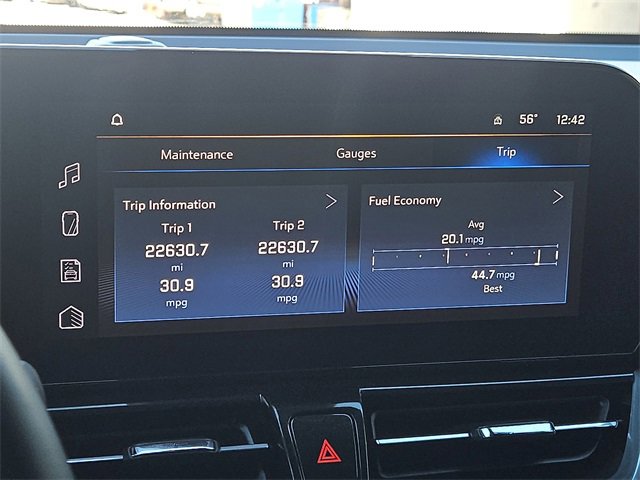 56° 12:42
Maintenance Gauges Trip
Trip Information > Fuel Economy >
Trip 1 Trip 2 Avg
22630.7 22630.7 20.1 mpg
mi mi
30.9 30.9 44.7 mpg
mpg mpg Best